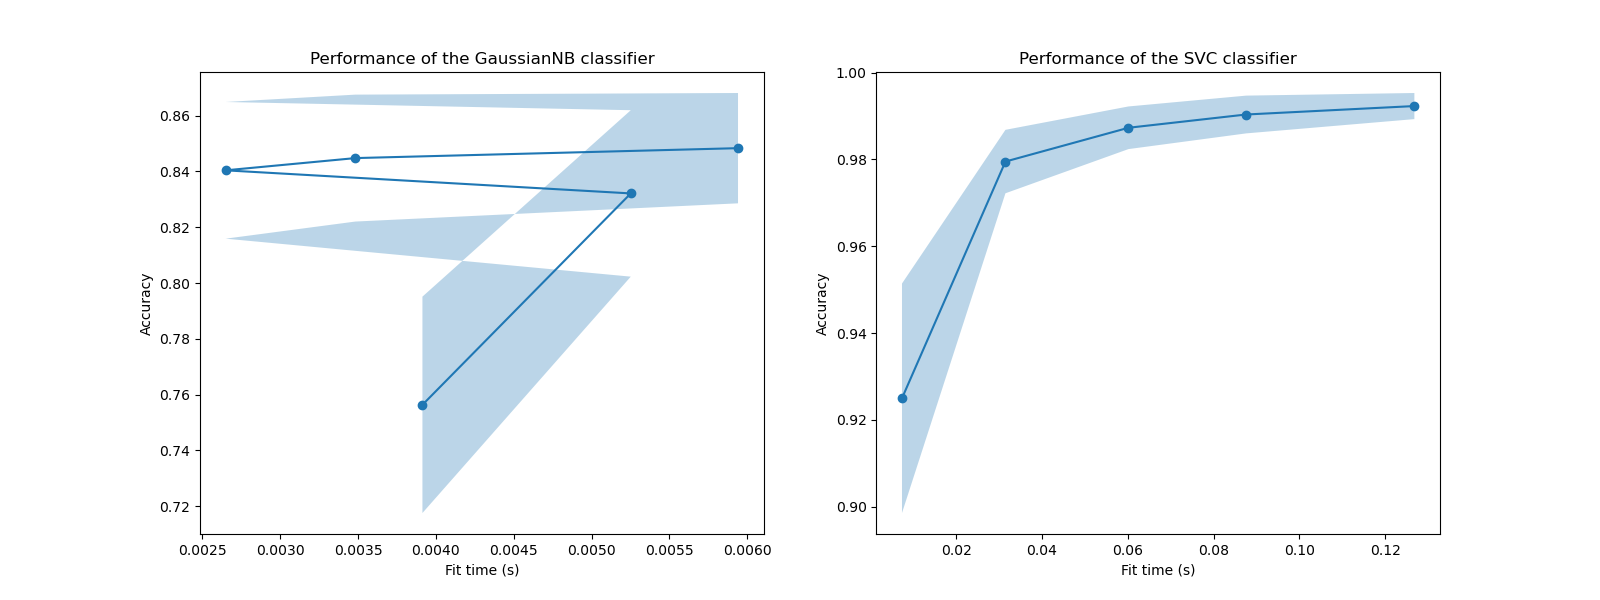 Performance of the GaussianNB classifier
Accuracy
0.86
0.84
0.82
0.80
0.78
0.76
0.74
0.72
0.0025 0.0030 0.0035 0.0040 0.0045 0.0050 0.0055 0.0060
Fit time (s)
Performance of the SVC classifier
Accuracy
1.00
0.98
0.96
0.94
0.92
0.90
0.02 0.04 0.06 0.08 0.10 0.12
Fit time (s)